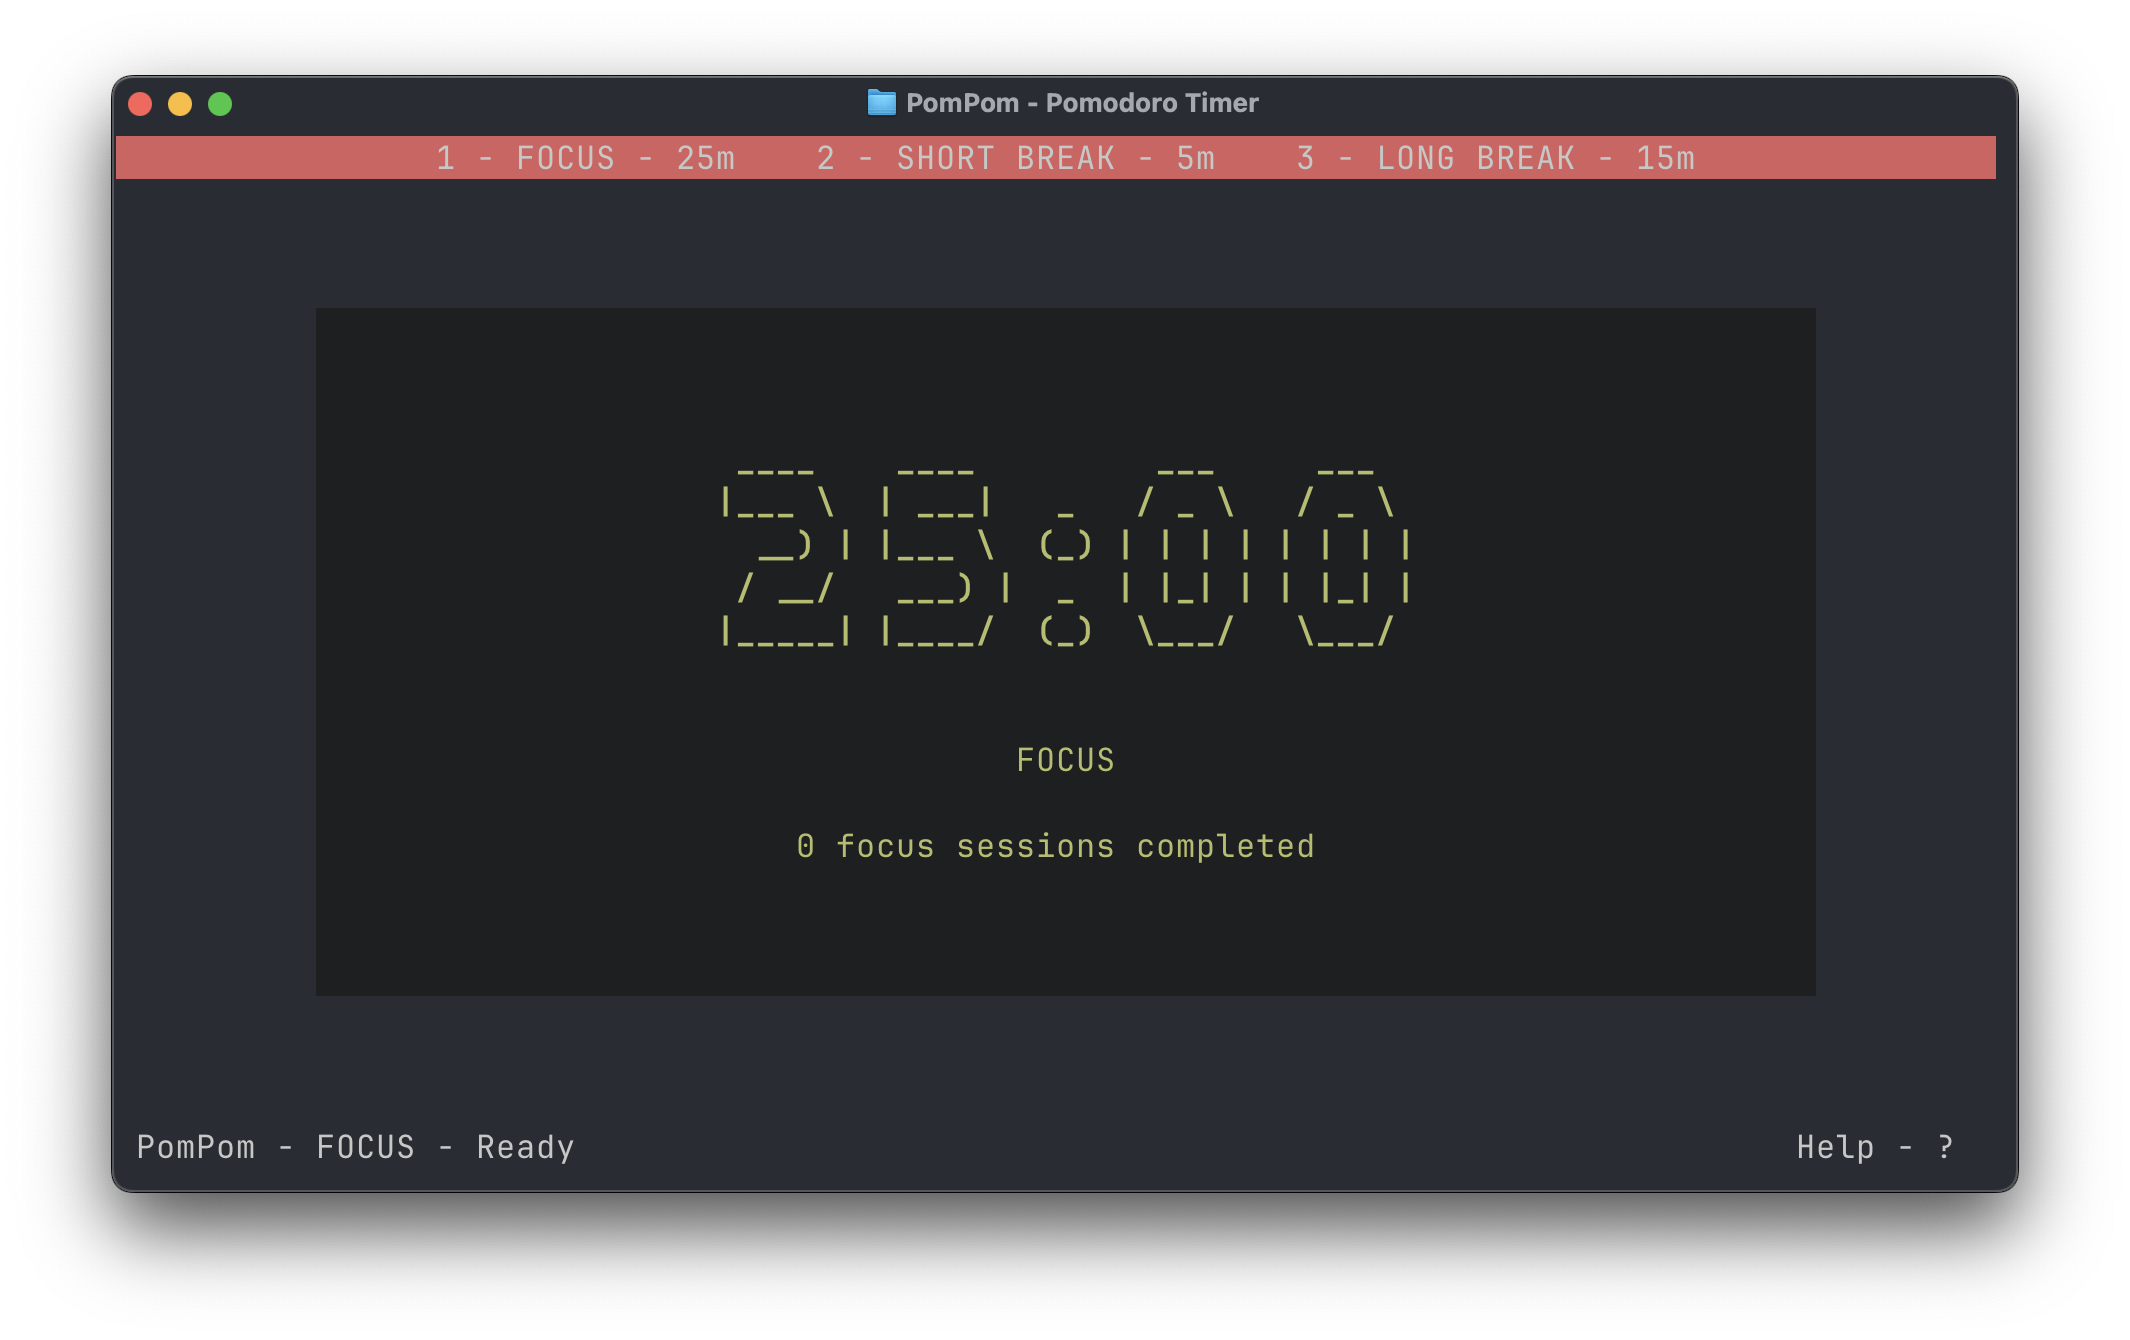 PomPom - Pomodoro Timer
1 - FOCUS - 25m    2 - SHORT BREAK - 5m    3 - LONG BREAK - 15m
25:00
FOCUS
0 focus sessions completed
PomPom - FOCUS - Ready
Help - ?